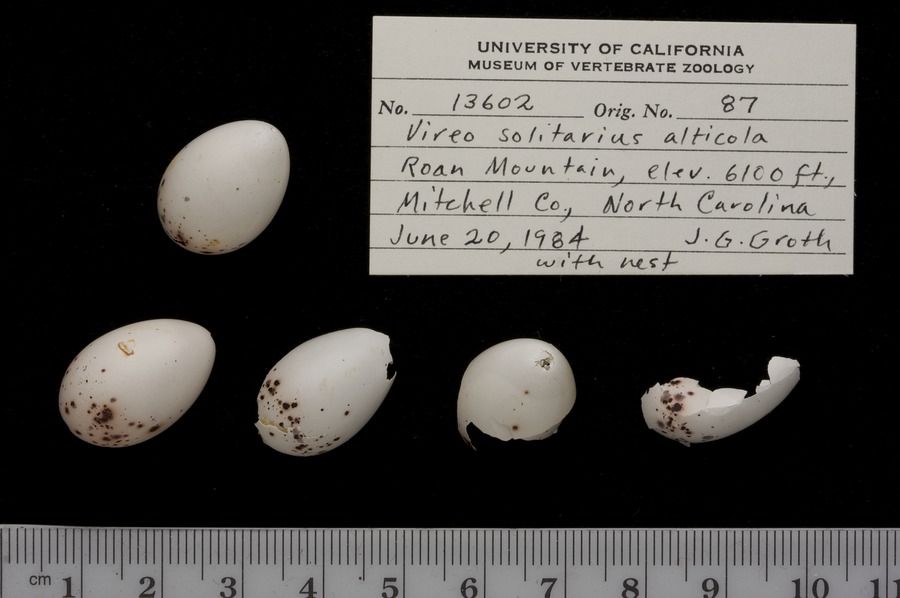 UNIVERSITY OF CALIFORNIA
MUSEUM OF VERTEBRATE ZOOLOGY
No. 13602 Orig. No. 87
Vireo solitarius alticola
Roan Mountain, elev. 6100 ft.,
Mitchell Co., North Carolina
June 20, 1984 J. G. Groth
with nest
cm 1 2 3 4 5 6 7 8 9 10 11